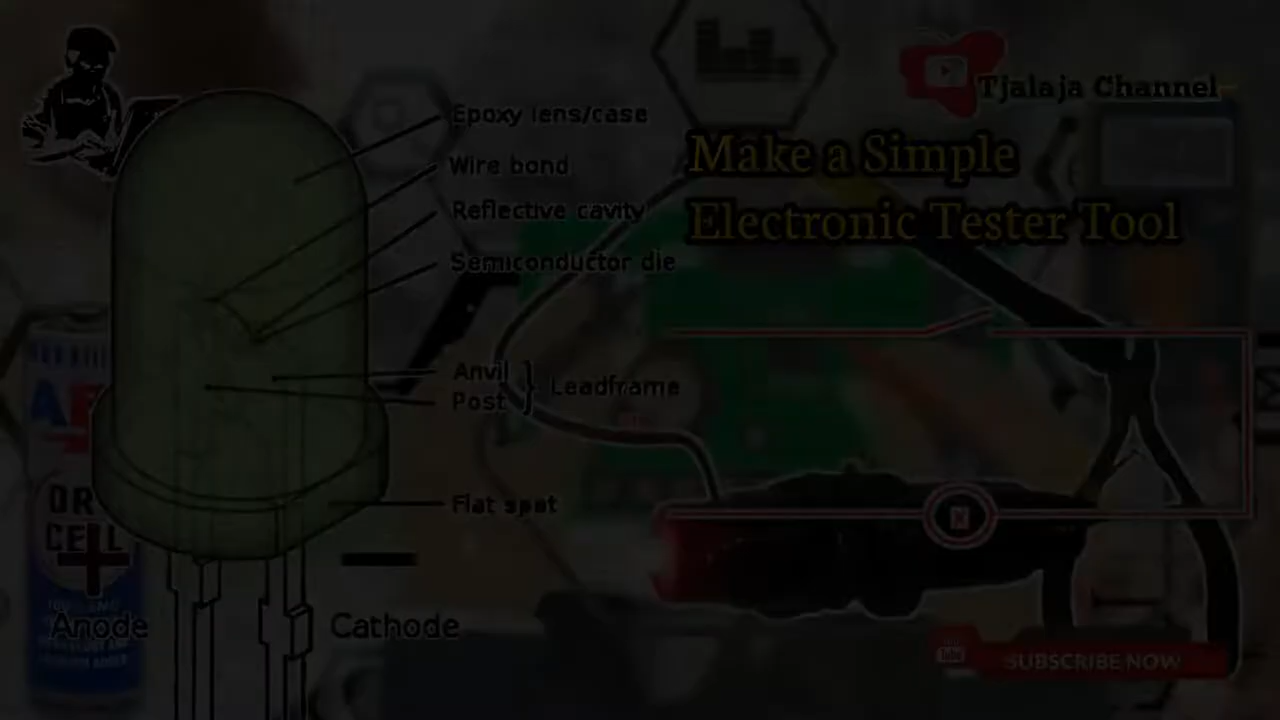 Tjalaja Channel
Make a Simple
Electronic Tester Tool
Epoxy lens/case
Wire bond
Reflective cavity
Semiconductor die
Anvil
Post
Leadframe
Flat spot
Anode
Cathode
SUBSCRIBE NOW